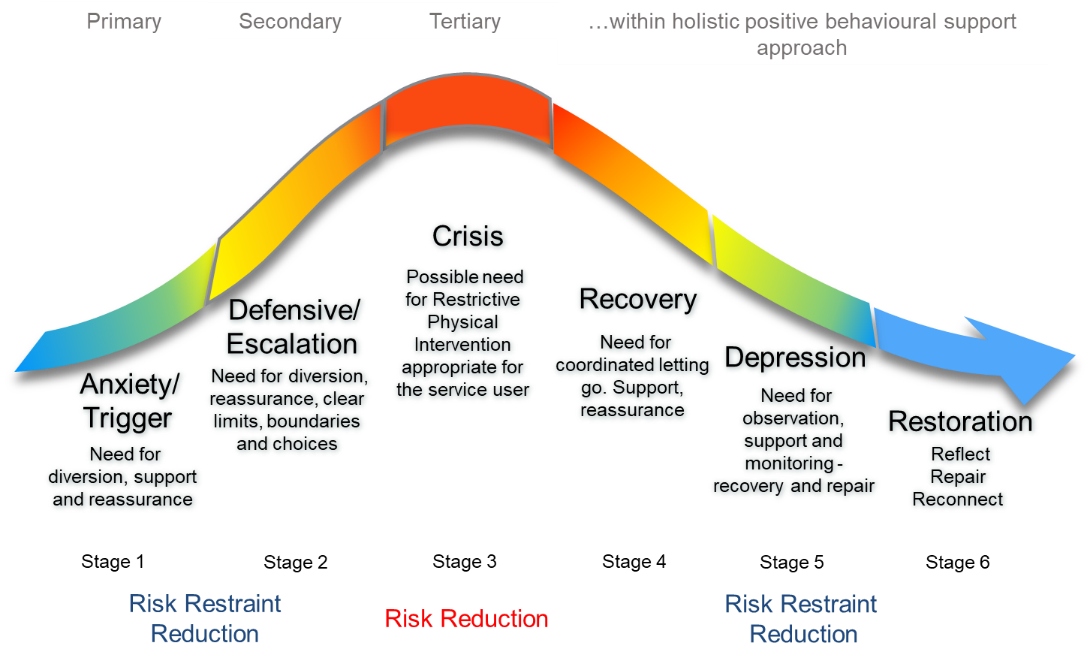 Primary
Secondary
Tertiary
…within holistic positive behavioural support
approach
Anxiety/
Trigger
Need for
diversion, support
and reassurance
Defensive/
Escalation
Need for diversion,
reassurance, clear
limits, boundaries
and choices
Crisis
Possible need
for Restrictive
Physical
Intervention
appropriate for
the service user
Recovery
Need for
coordinated letting
go. Support,
reassurance
Depression
Need for
observation,
support and
monitoring -
recovery and repair
Restoration
Reflect
Repair
Reconnect
Stage 1
Stage 2
Stage 3
Stage 4
Stage 5
Stage 6
Risk Restraint
Reduction
Risk Reduction
Risk Restraint
Reduction